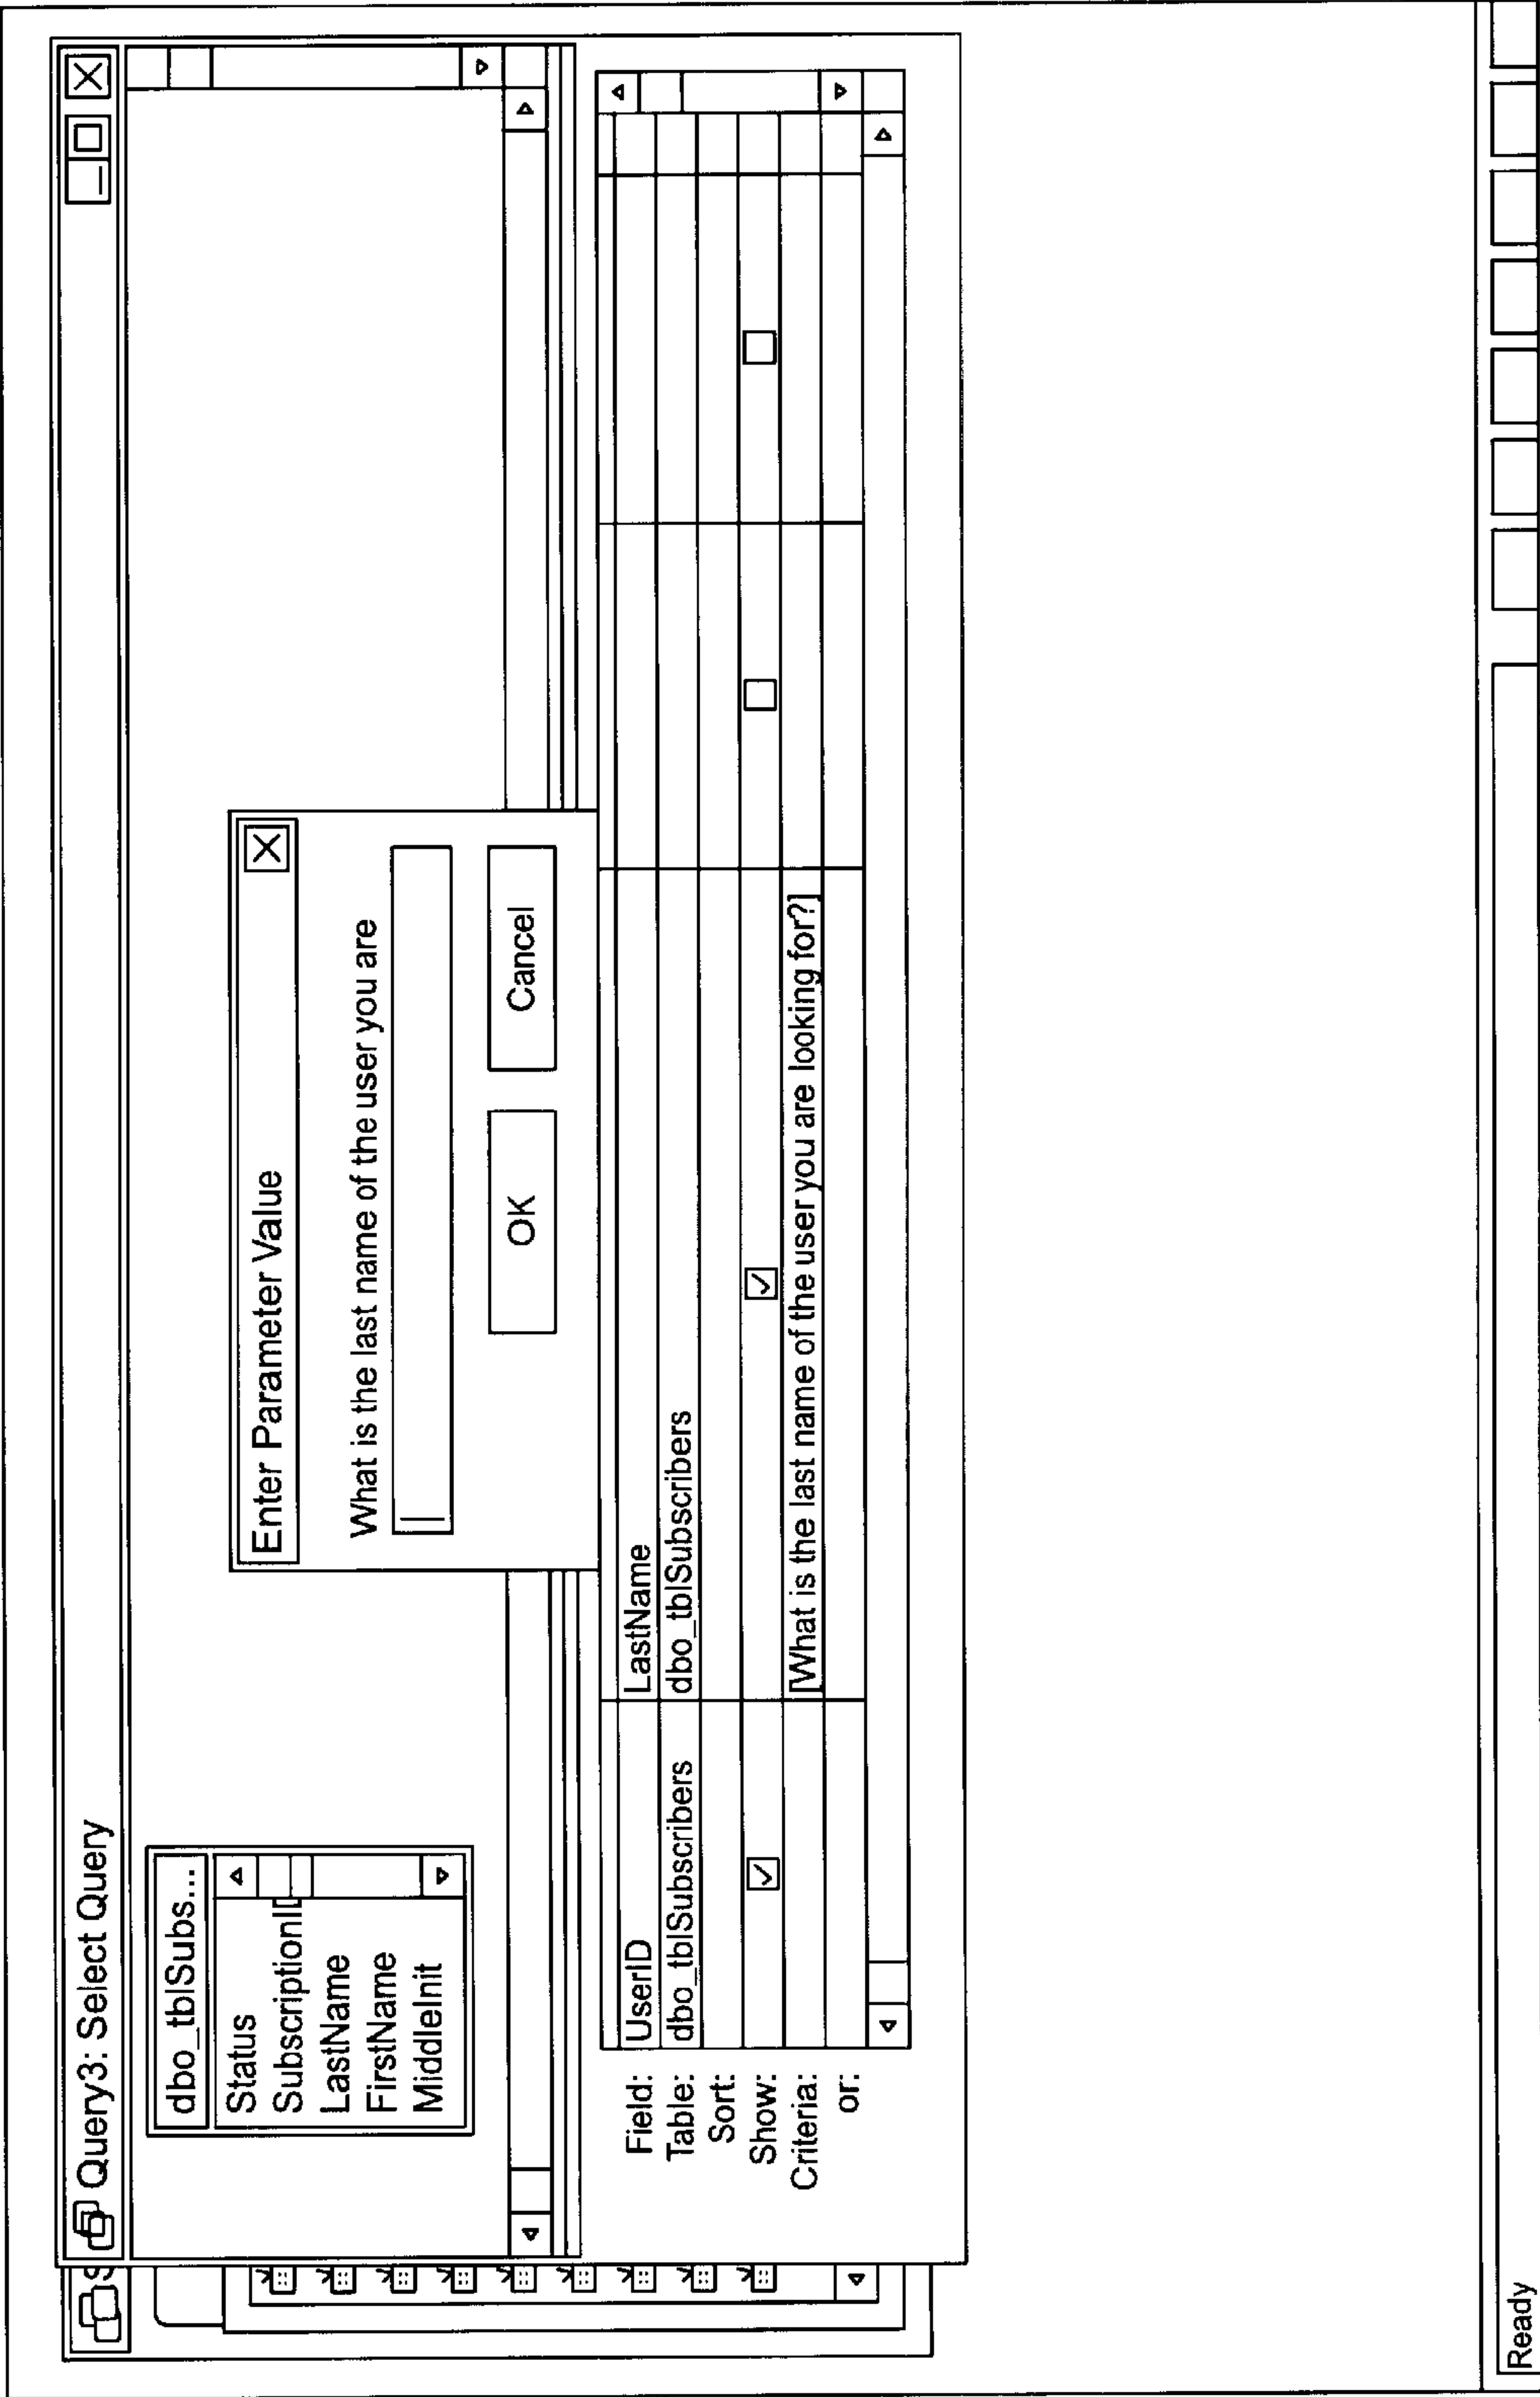 Query3: Select Query
dbo_tblSubs...
Status
SubscriptionID
LastName
FirstName
MiddleInit
Enter Parameter Value
What is the last name of the user you are
OK Cancel
Field: UserID LastName
Table: dbo_tblSubscribers dbo_tblSubscribers
Sort:
Show:
Criteria: [What is the last name of the user you are looking for?]
or:
Ready